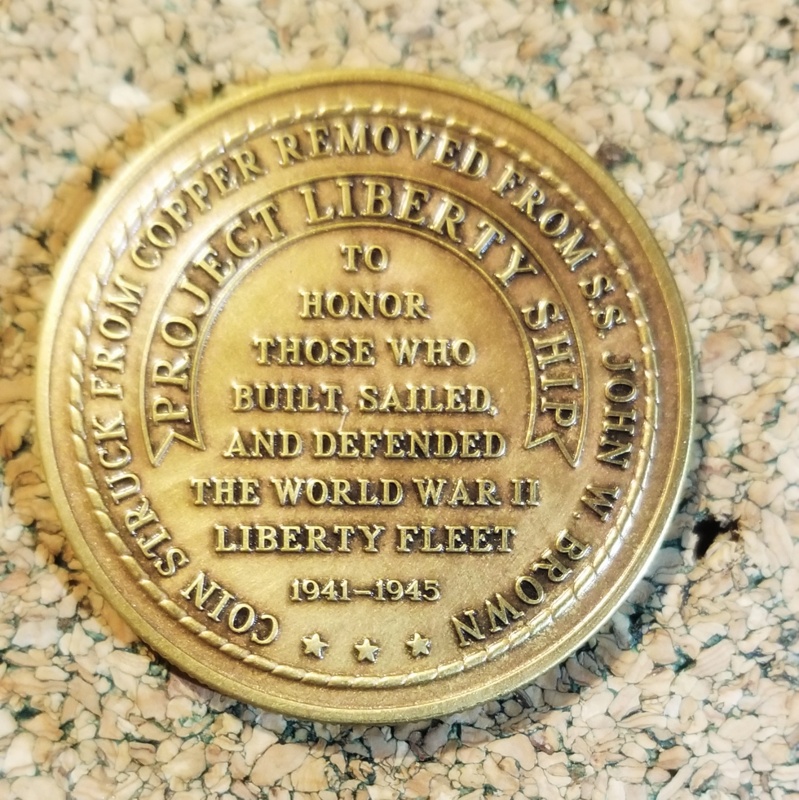 COIN STRUCK FROM COPPER REMOVED FROM S.S. JOHN W. BROWN
PROJECT LIBERTY SHIP
TO
HONOR
THOSE WHO
BUILT, SAILED,
AND DEFENDED
THE WORLD WAR II
LIBERTY FLEET
1941-1945